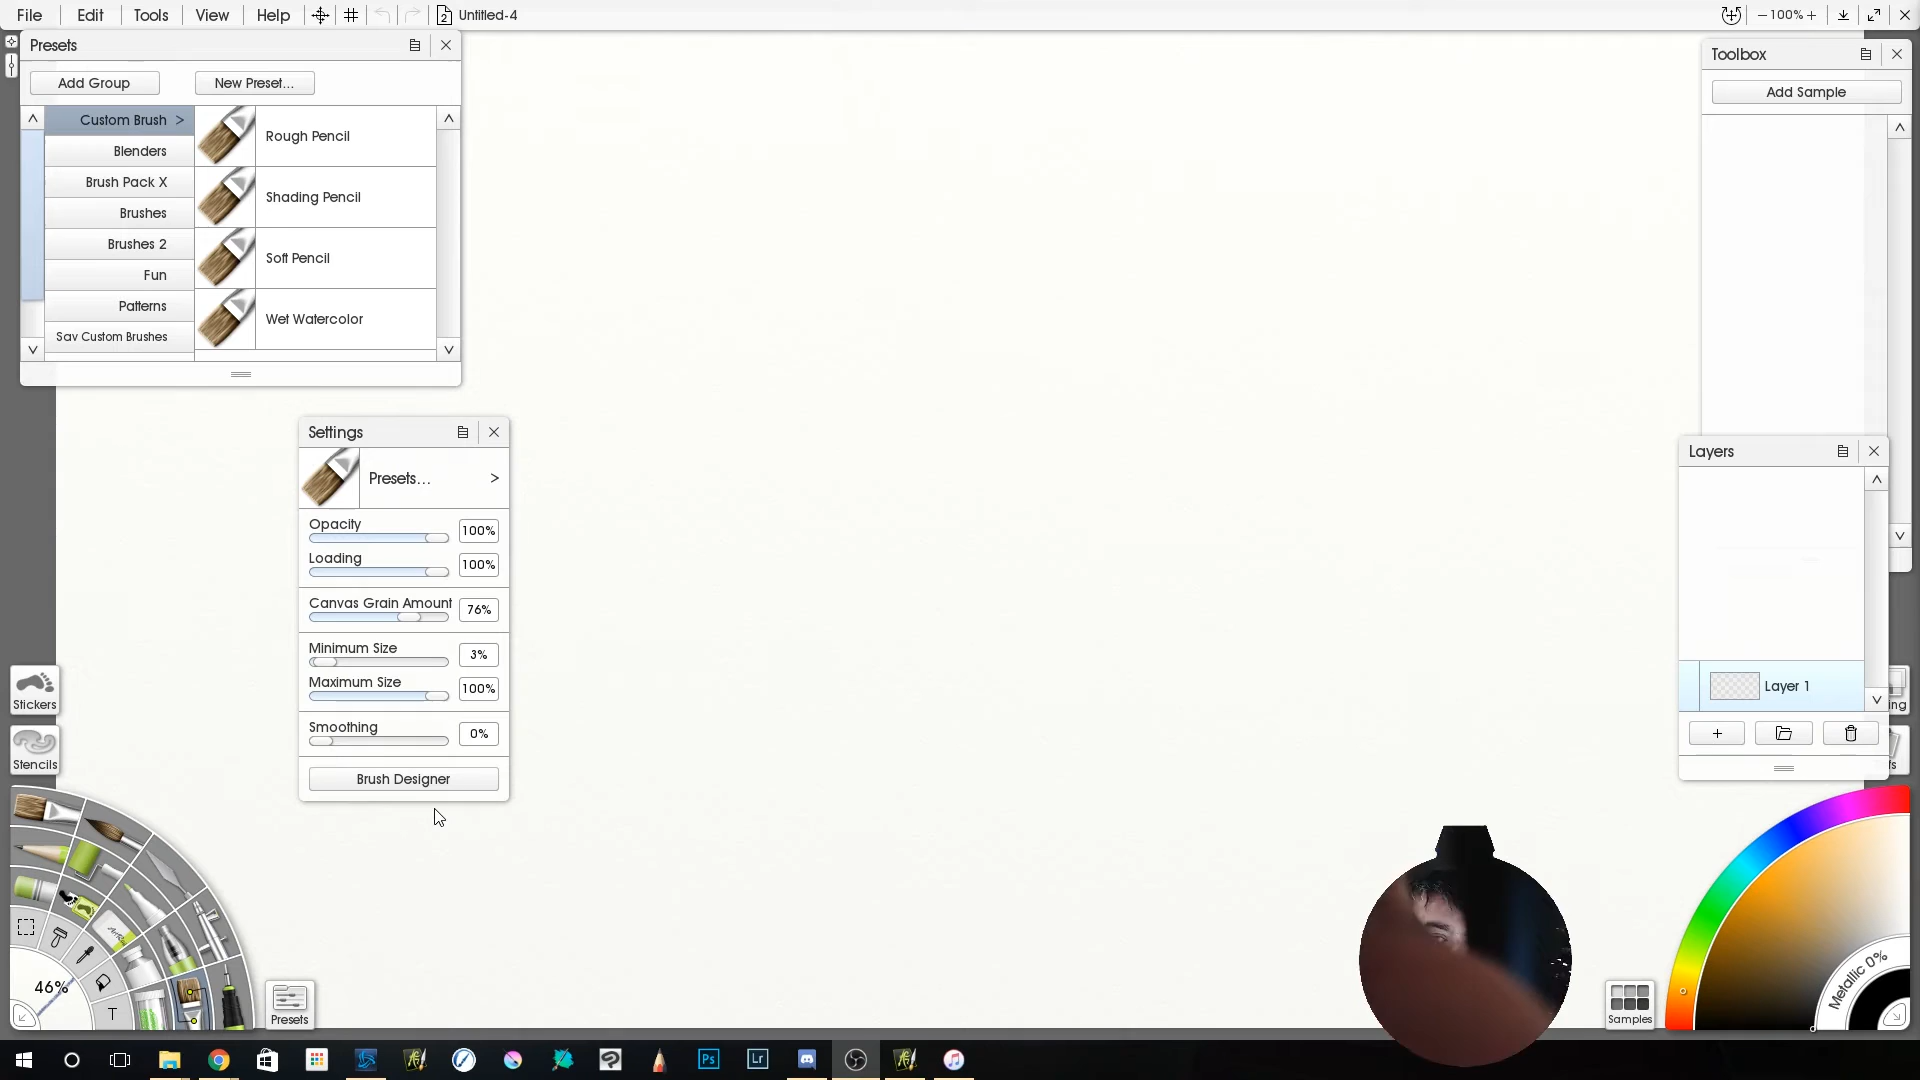 File Edit Tools View Help 2 Untitled-4 100%
Presets
Add Group New Preset...
Custom Brush >
Blenders
Brush Pack X
Brushes
Brushes 2
Fun
Patterns
Sav Custom Brushes
Rough Pencil
Shading Pencil
Soft Pencil
Wet Watercolor
Settings
Presets... >
Opacity 100%
Loading 100%
Canvas Grain Amount 76%
Minimum Size 3%
Maximum Size 100%
Smoothing 0%
Brush Designer
Toolbox
Add Sample
Layers
Layer 1
Stickers
Stencils
46%
T
Presets
Samples
Metallic 0%
Ps
Lr